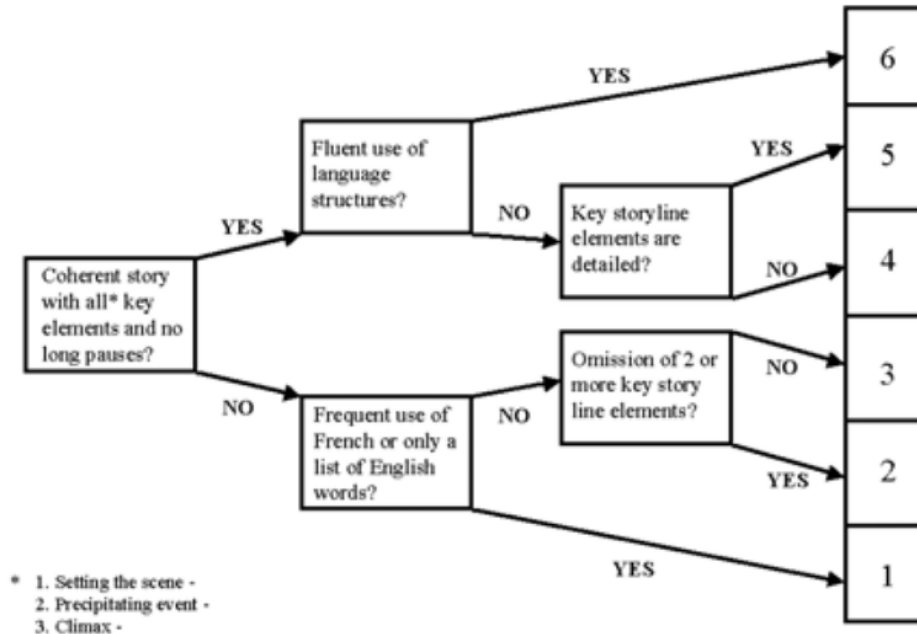 6
YES
Fluent use of
language
structures?
YES
5
NO
Key storyline
elements are
detailed?
YES
4
NO
Coherent story
with all* key
elements and no
long pauses?
Omission of 2 or
more key story
line elements?
NO
3
NO
Frequent use of
French or only a
list of English
words?
NO
YES
2
YES
1
* 1. Setting the scene -
2. Precipitating event -
3. Climax -